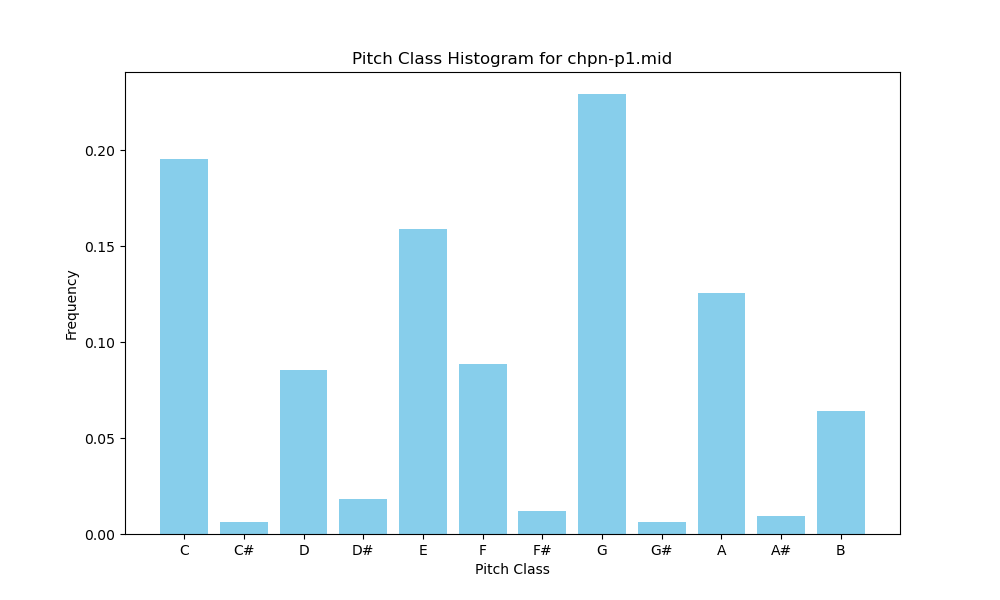 Pitch Class Histogram for chpn-p1.mid
Frequency
0.20
0.15
0.10
0.05
0.00
C C# D D# E F F# G G# A A# B
Pitch Class